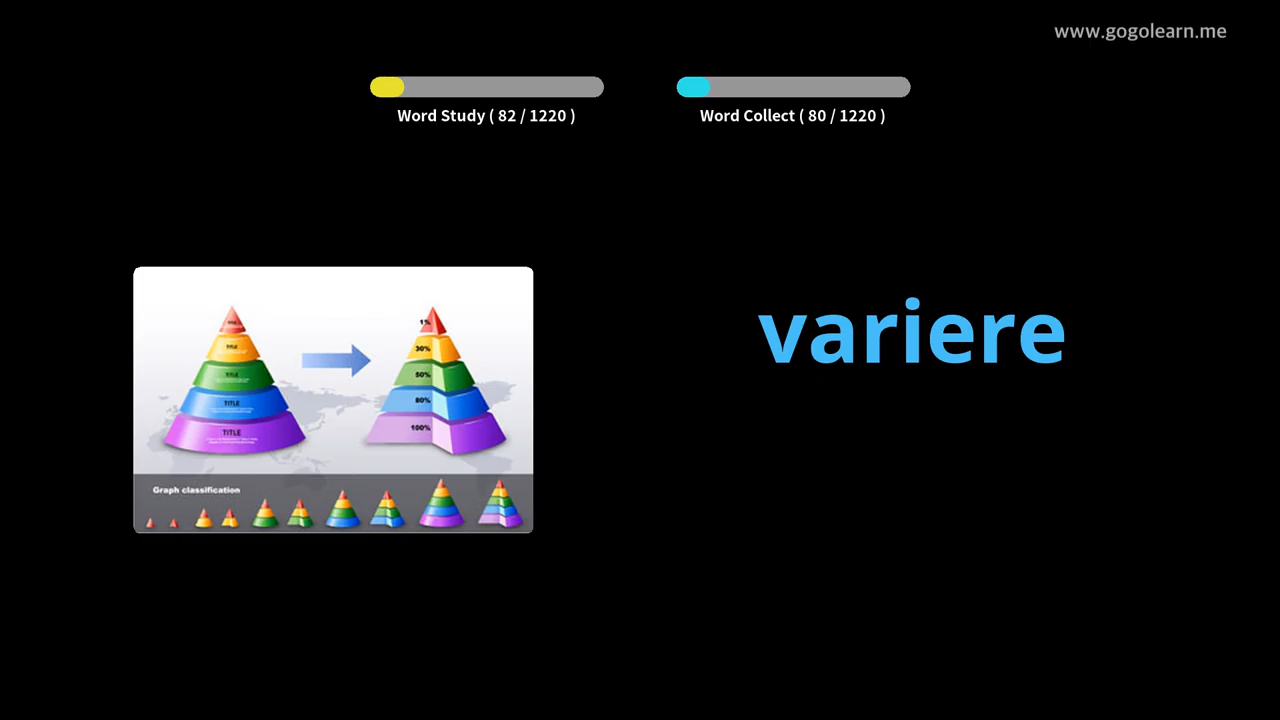 www.gogolearn.me
Word Study ( 82 / 1220 )
Word Collect ( 80 / 1220 )
variere
TITLE
TITLE
TITLE
TITLE
1%
30%
50%
80%
100%
Graph classification